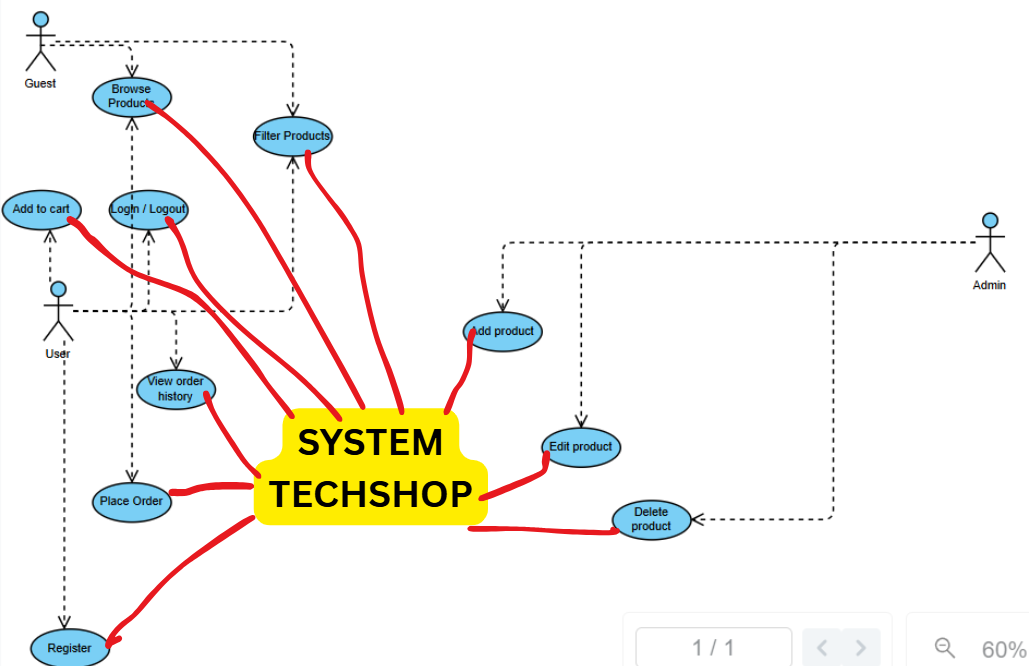 Guest
Browse
Products
Filter Products
Add to cart
Login / Logout
Admin
User
Add product
View order
history
SYSTEM
TECHSHOP
Edit product
Place Order
Delete
product
Register
1 / 1
60%